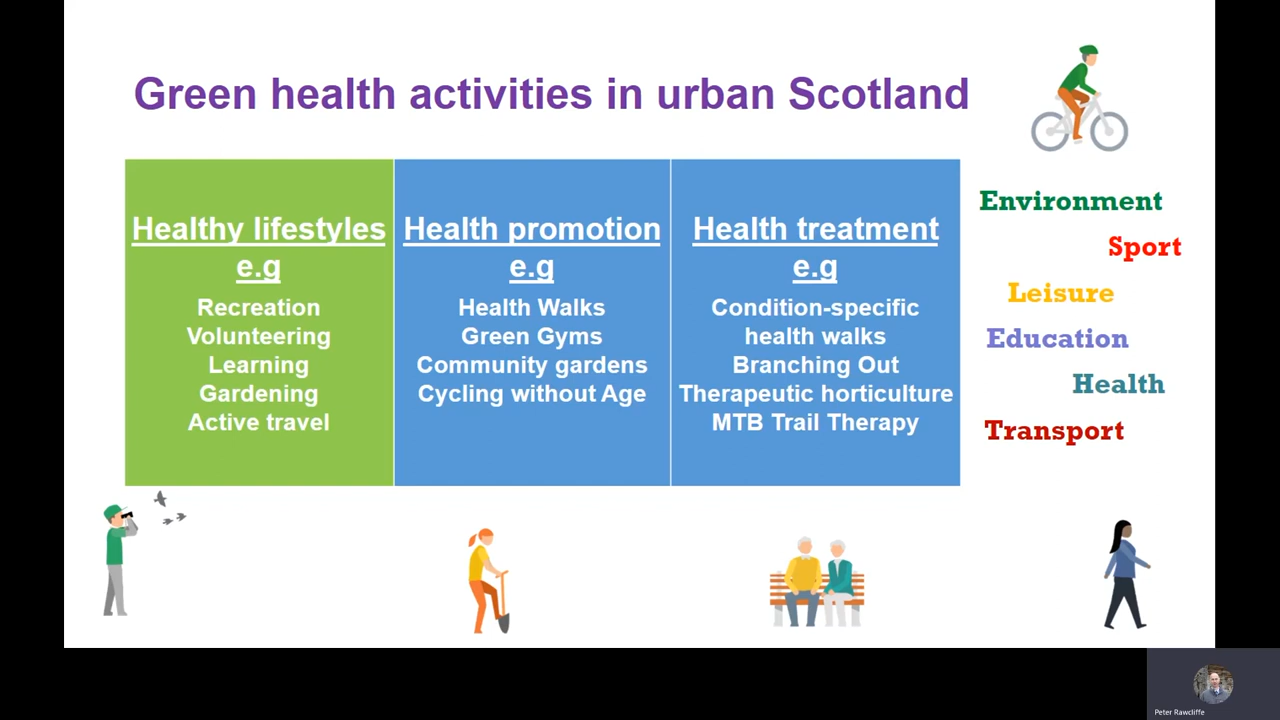 Green health activities in urban Scotland
Healthy lifestyles
e.g
Recreation
Volunteering
Learning
Gardening
Active travel
Health promotion
e.g
Health Walks
Green Gyms
Community gardens
Cycling without Age
Health treatment
e.g
Condition-specific
health walks
Branching Out
Therapeutic horticulture
MTB Trail Therapy
Environment
Sport
Leisure
Education
Health
Transport
Peter Rawcliffe